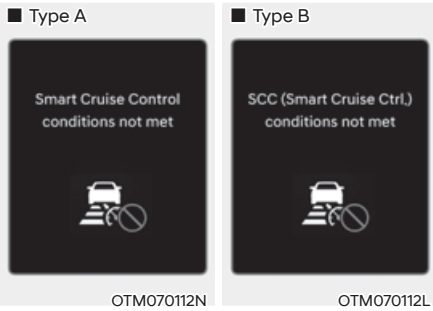 ■ Type A
Smart Cruise Control
conditions not met
OTM070112N
■ Type B
SCC (Smart Cruise Ctrl.)
conditions not met
OTM070112L